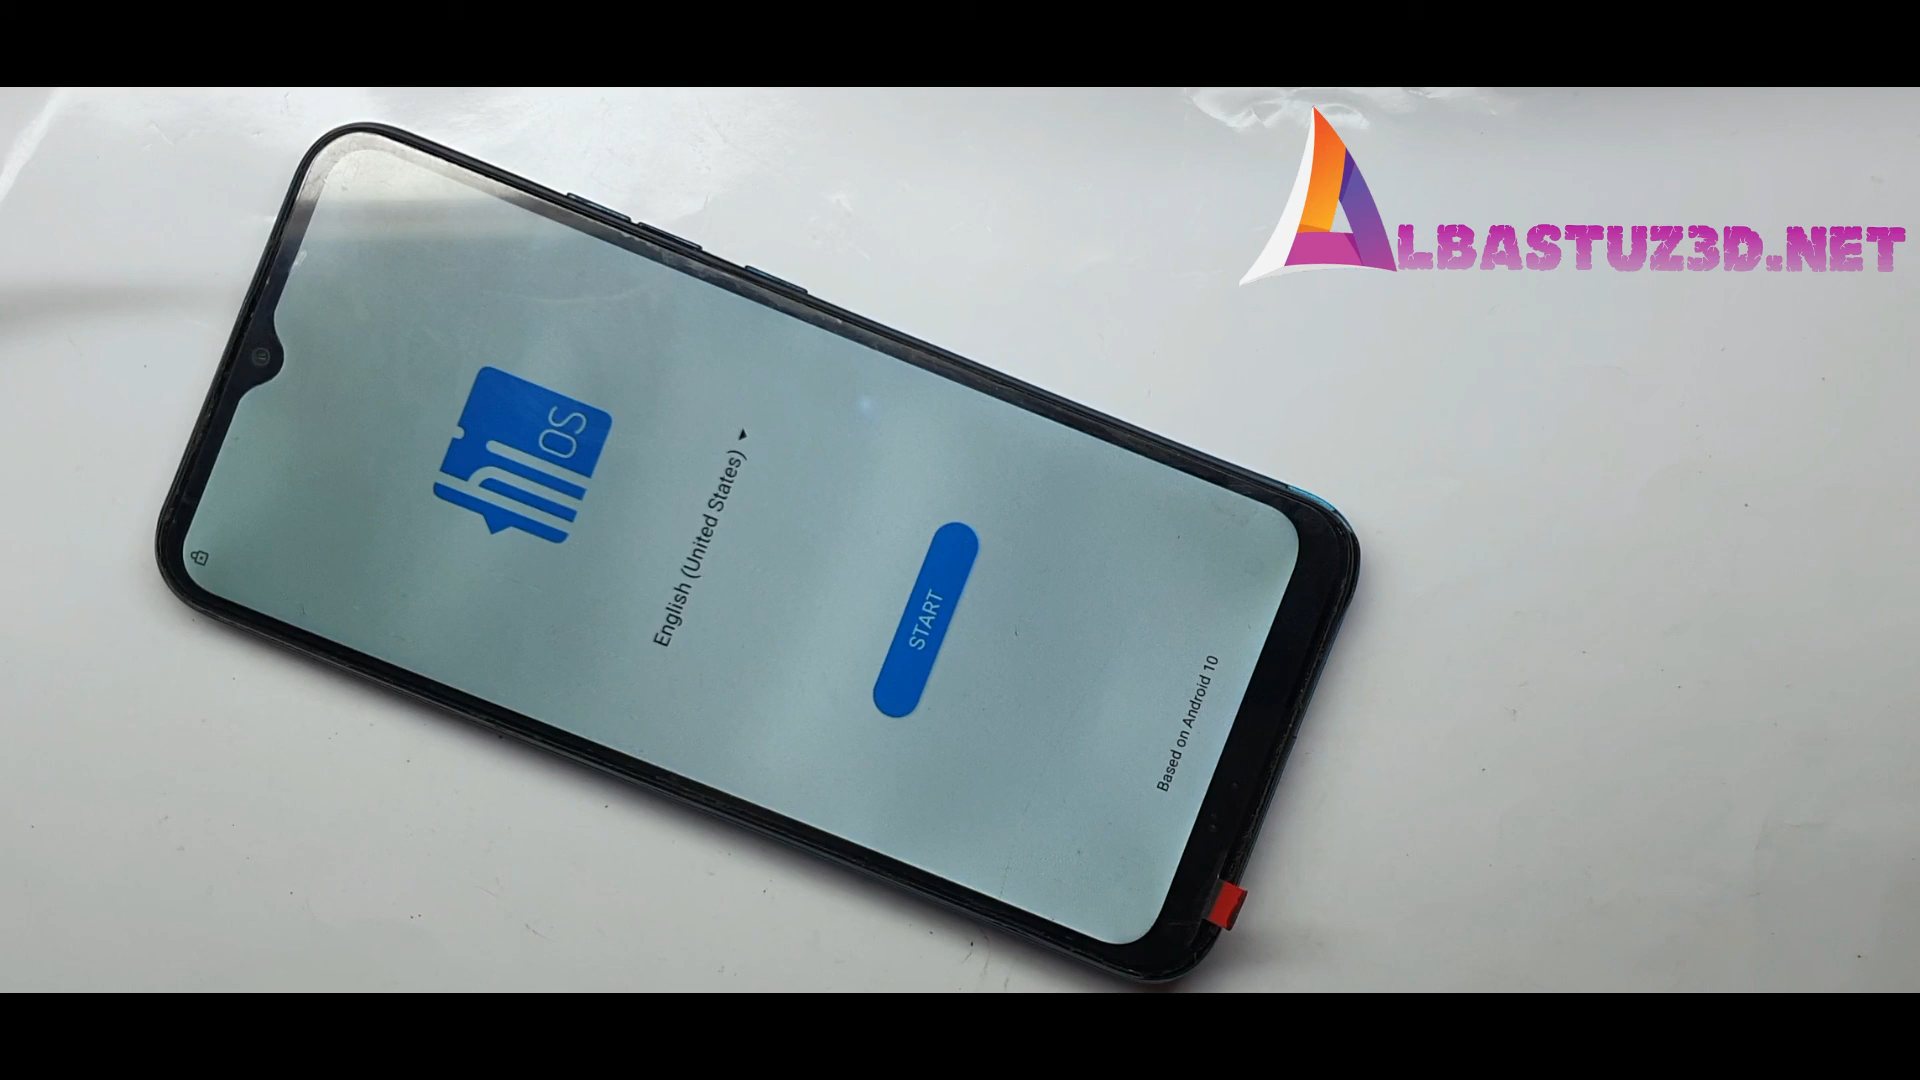 ALBASTUZ3D.NET
OS
English (United States)
START
Based on Android 10